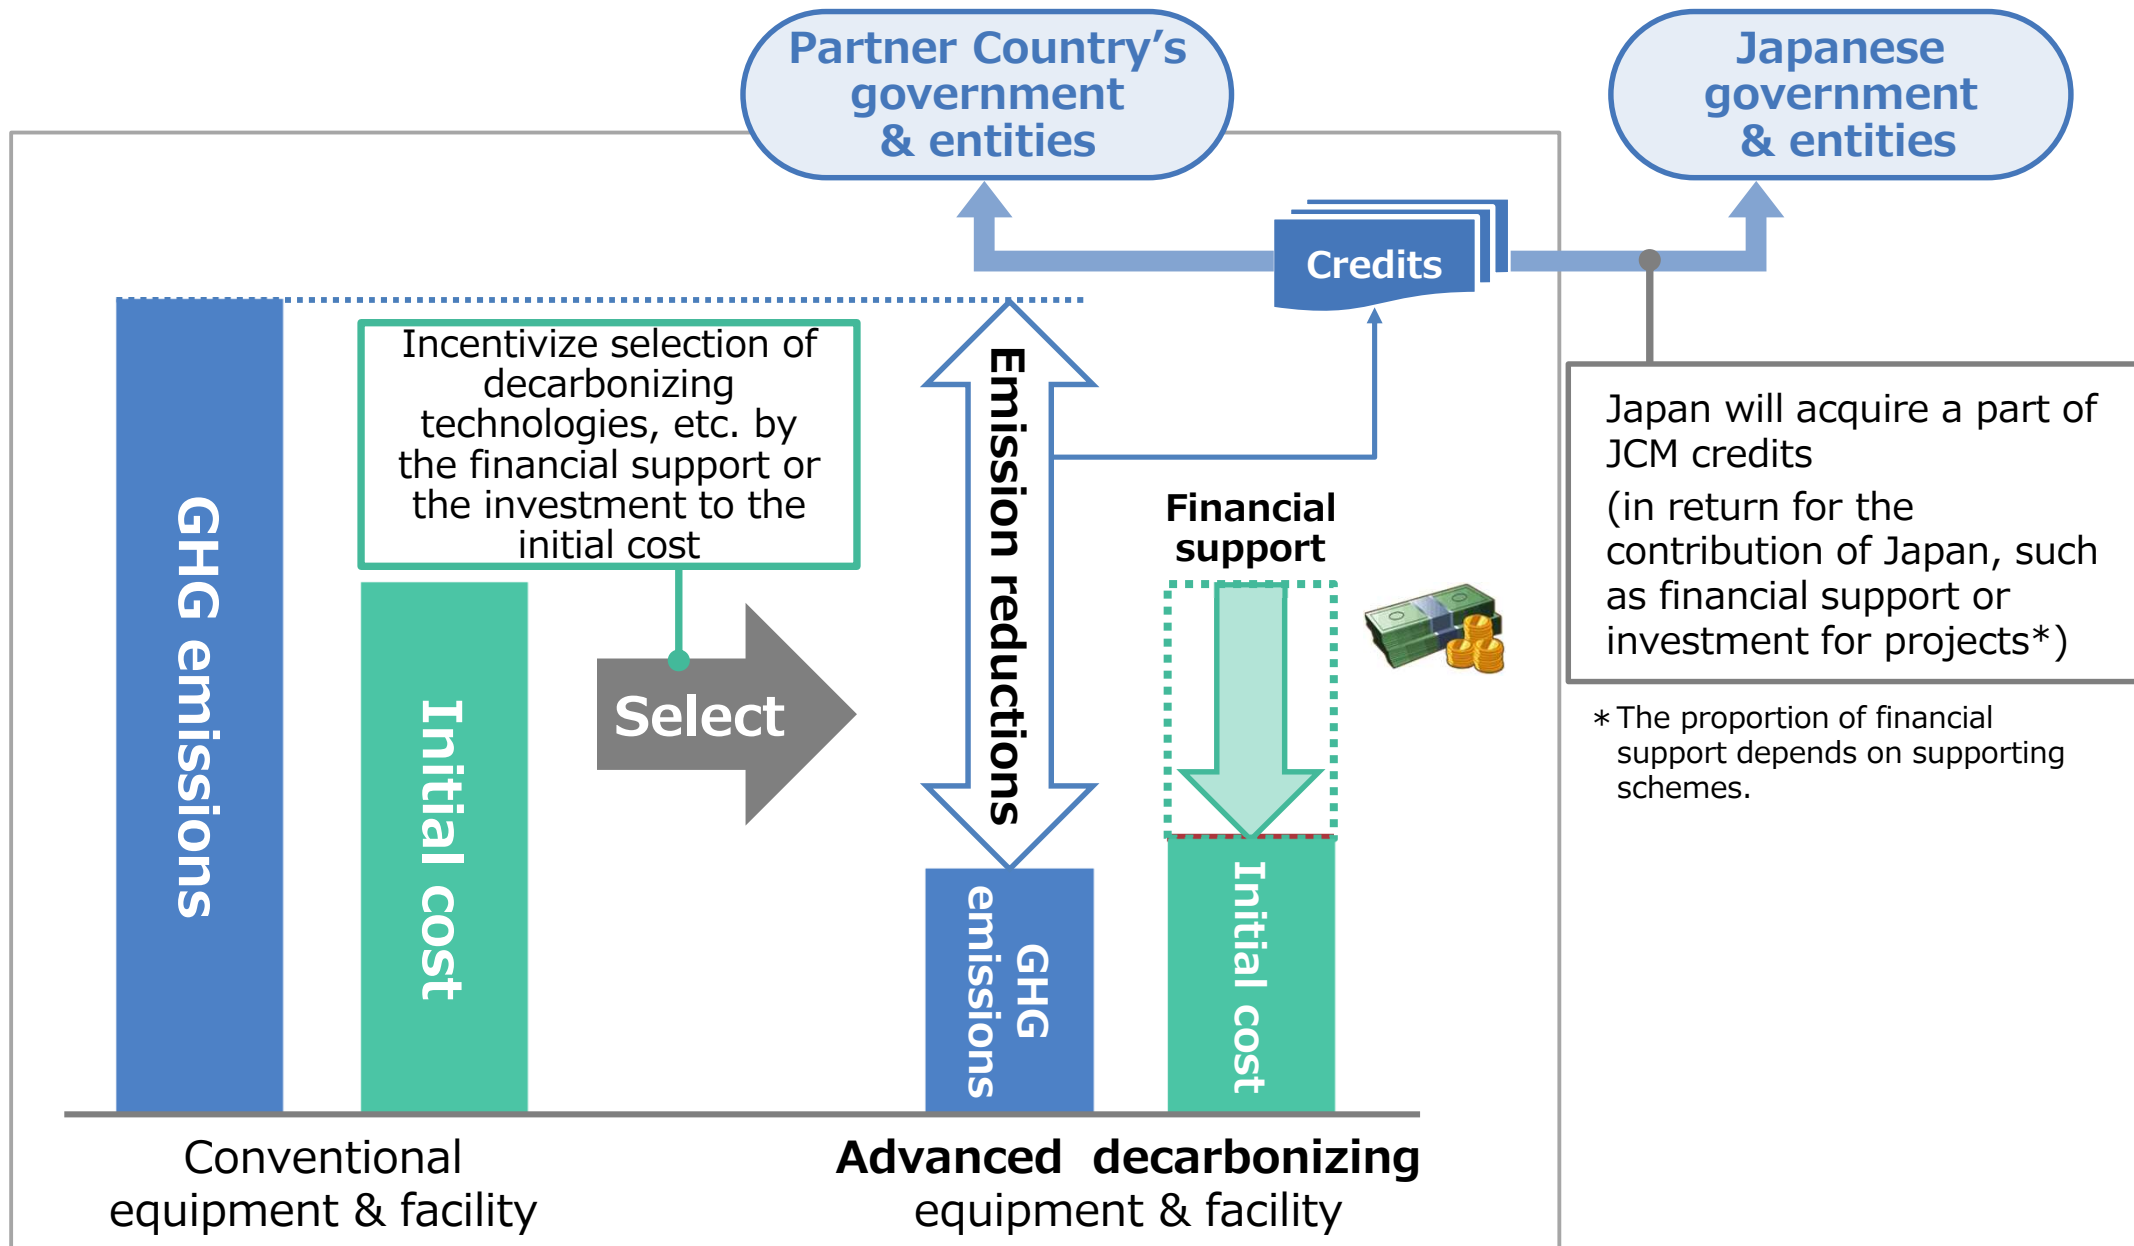 Partner Country's
government
& entities
Japanese
government
& entities
Credits
Incentivize selection of
decarbonizing
technologies, etc. by
the financial support or
the investment to the
initial cost
GHG emissions
Initial cost
Select
Emission reductions
Financial
support
GHG
emissions
Initial cost
Japan will acquire a part of
JCM credits
(in return for the
contribution of Japan, such
as financial support or
investment for projects*)
* The proportion of financial
support depends on supporting
schemes.
Conventional
equipment & facility
Advanced decarbonizing
equipment & facility